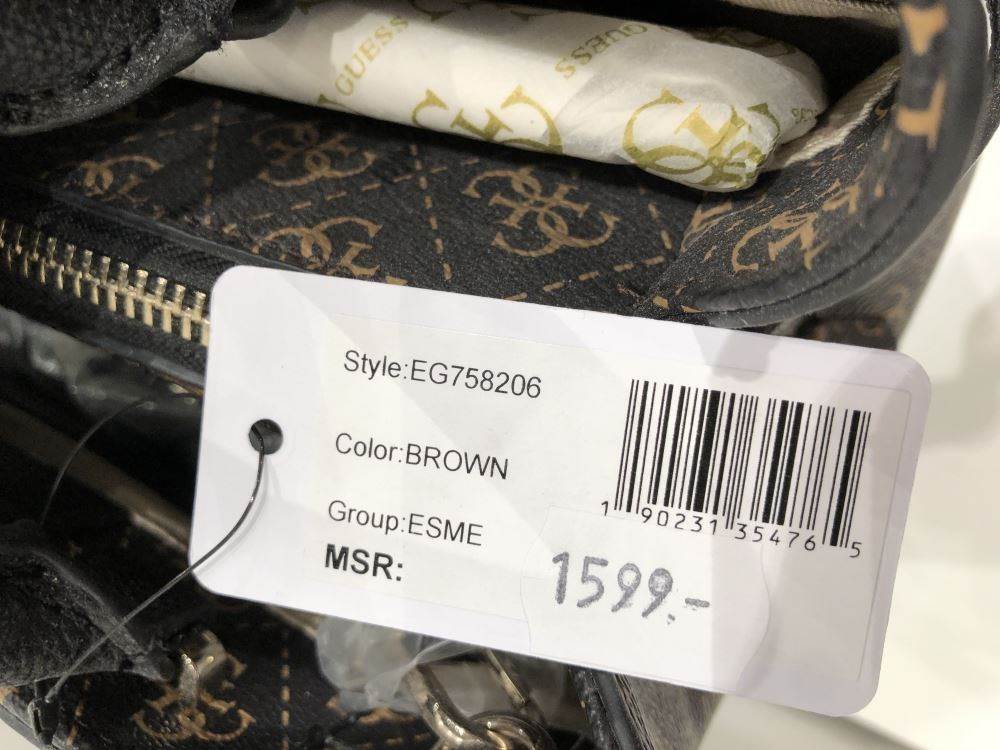 GUESS
GUESS
Style:EG758206
Color:BROWN
Group:ESME
MSR:
1599.-
1 90231 35476 5